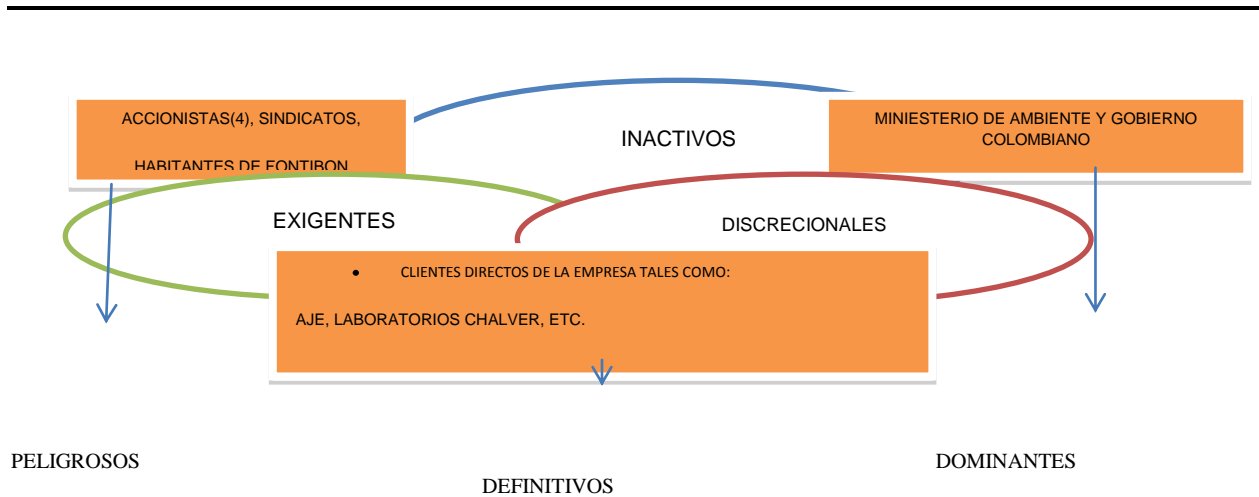 ACCIONISTAS(4), SINDICATOS,
HABITANTES DE FONTIBON
INACTIVOS
MINIESTERIO DE AMBIENTE Y GOBIERNO
COLOMBIANO
EXIGENTES
DISCRECIONALES
• CLIENTES DIRECTOS DE LA EMPRESA TALES COMO:
AJE, LABORATORIOS CHALVER, ETC.
PELIGROSOS
DOMINANTES
DEFINITIVOS